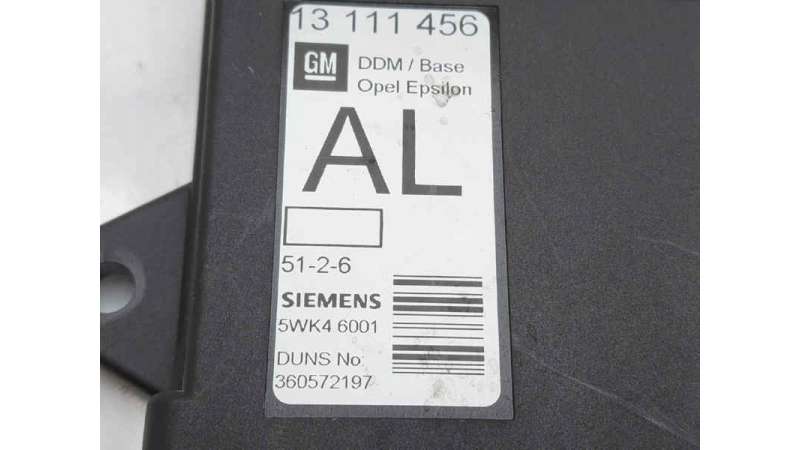 13 111 456
GM DDM / Base
Opel Epsilon
AL
51-2-6
SIEMENS
5WK4 6001
DUNS No
360572197